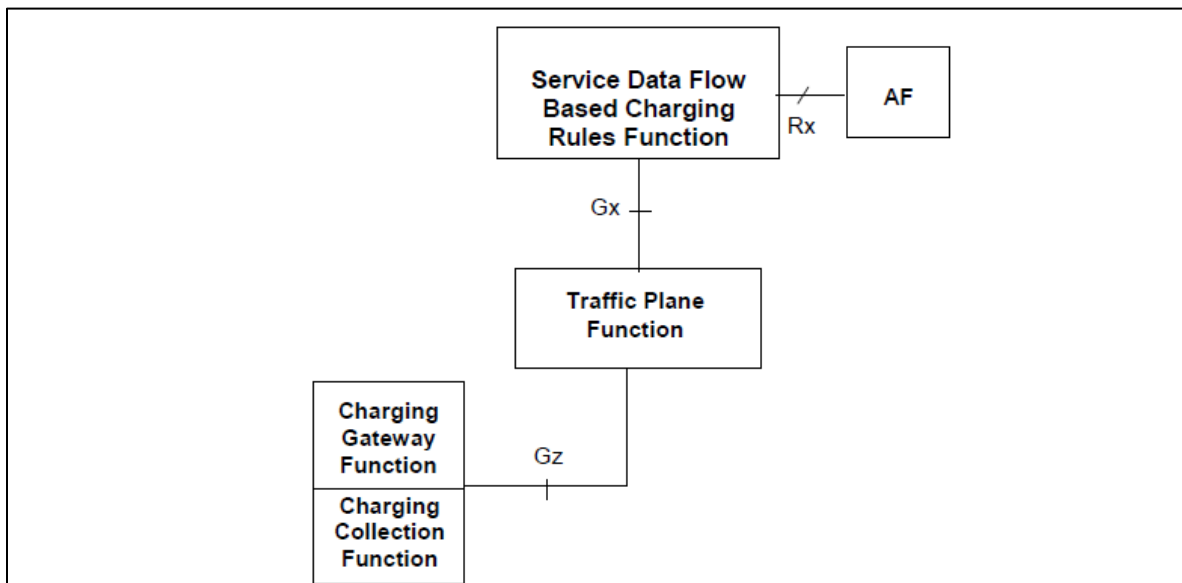 Service Data Flow
Based Charging
Rules Function
AF
Rx
Gx
Traffic Plane
Function
Charging
Gateway
Function
Gz
Charging
Collection
Function